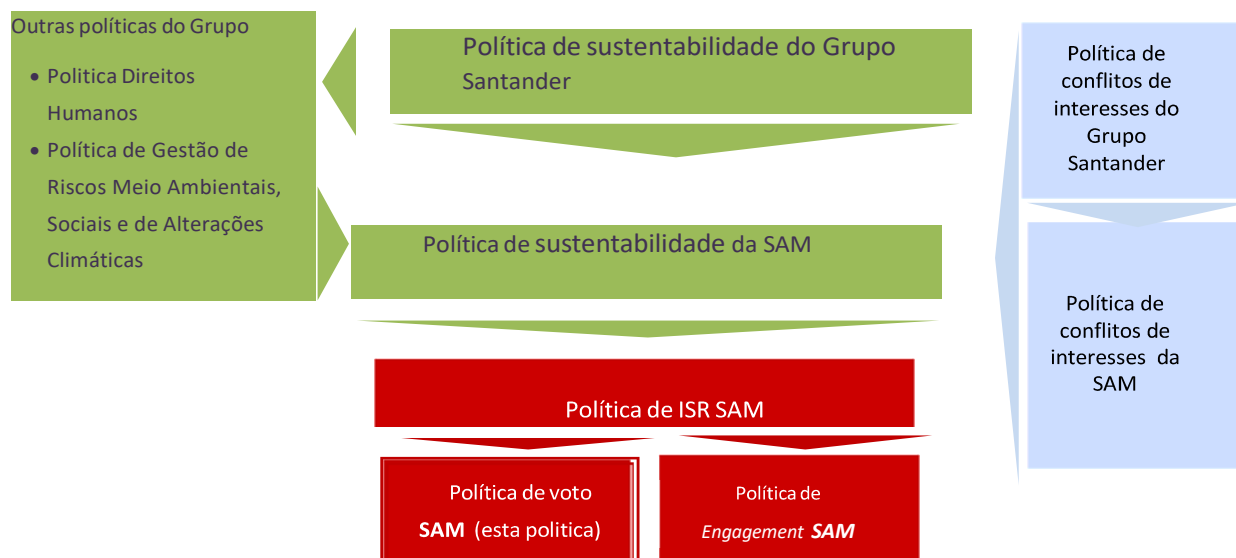 Outras políticas do Grupo
• Politica Direitos
Humanos
• Política de Gestão de
Riscos Meio Ambientais,
Sociais e de Alterações
Climáticas
Política de sustentabilidade do Grupo
Santander
Política de sustentabilidade da SAM
Política de ISR SAM
Política de voto
SAM (esta politica)
Política de
Engagement SAM
Política de
conflitos de
interesses do
Grupo
Santander
Política de
conflitos de
interesses da
SAM